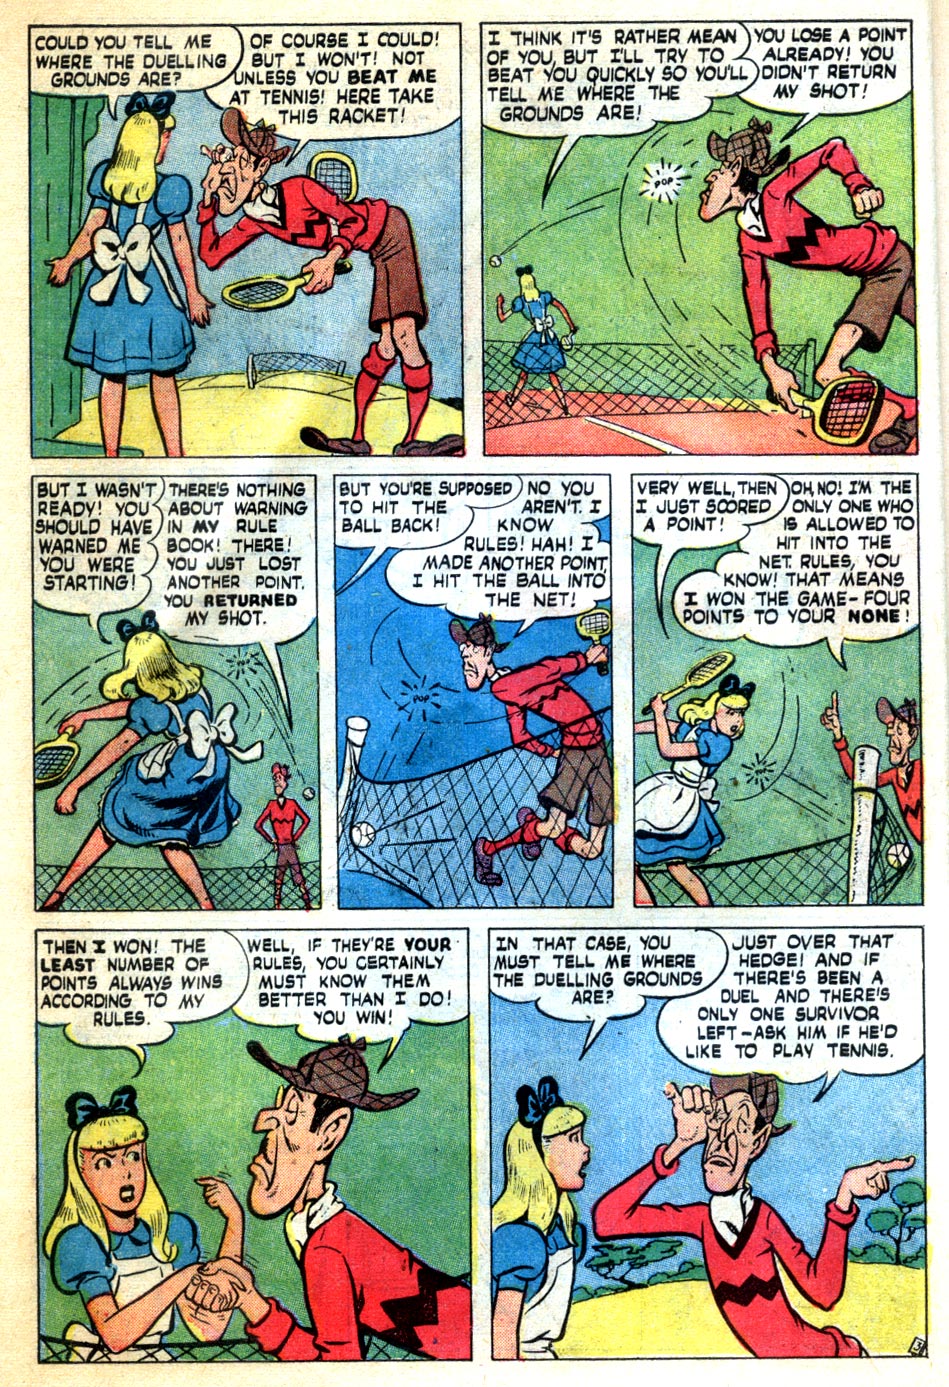 COULD YOU TELL ME
WHERE THE DUELLING
GROUNDS ARE?
OF COURSE I COULD!
BUT I WON'T! NOT
UNLESS YOU BEAT ME
AT TENNIS! HERE TAKE
THIS RACKET!
I THINK IT'S RATHER MEAN
OF YOU, BUT I'LL TRY TO
BEAT YOU QUICKLY SO YOU'LL
TELL ME WHERE THE
GROUNDS ARE!
YOU LOSE A POINT
ALREADY! YOU
DIDN'T RETURN
MY SHOT!
POP
BUT I WASN'T
READY! YOU
SHOULD HAVE
WARNED ME
YOU WERE
STARTING!
THERE'S NOTHING
ABOUT WARNING
IN MY RULE
BOOK! THERE!
YOU JUST LOST
ANOTHER POINT.
YOU RETURNED
MY SHOT.
POP
BUT YOU'RE SUPPOSED
TO HIT THE
BALL BACK!
NO YOU
AREN'T. I
KNOW
RULES! HAH! I
MADE ANOTHER POINT,
I HIT THE BALL INTO
THE NET!
POP
VERY WELL, THEN
I JUST SCORED
A POINT!
OH, NO! I'M THE
ONLY ONE WHO
IS ALLOWED TO
HIT INTO THE
NET. RULES, YOU
KNOW! THAT MEANS
I WON THE GAME-FOUR
POINTS TO YOUR NONE!
POP
THEN I WON! THE
LEAST NUMBER OF
POINTS ALWAYS WINS
ACCORDING TO MY
RULES.
WELL, IF THEY'RE YOUR
RULES, YOU CERTAINLY
MUST KNOW THEM
BETTER THAN I DO!
YOU WIN!
IN THAT CASE, YOU
MUST TELL ME WHERE
THE DUELLING GROUNDS
ARE?
JUST OVER THAT
HEDGE! AND IF
THERE'S BEEN A
DUEL AND THERE'S
ONLY ONE SURVIVOR
LEFT-ASK HIM IF HE'D
LIKE TO PLAY TENNIS.
3